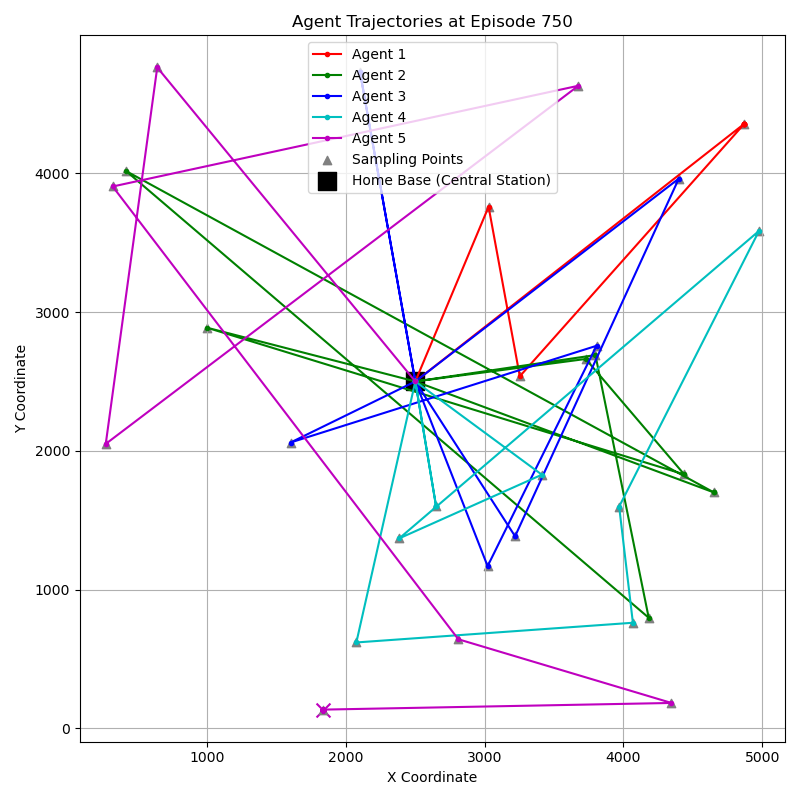 Agent Trajectories at Episode 750
Agent 1
Agent 2
Agent 3
Agent 4
Agent 5
Sampling Points
Home Base (Central Station)
Y Coordinate
4000
3000
2000
1000
0
1000 2000 3000 4000 5000
X Coordinate